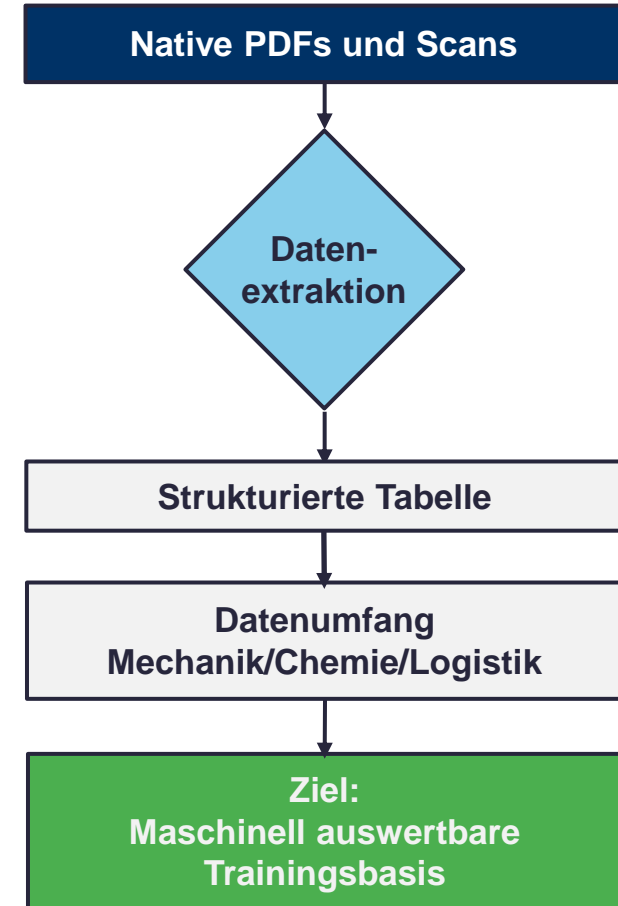 Native PDFs und Scans
Daten-
extraktion
Strukturierte Tabelle
Datenumfang
Mechanik/Chemie/Logistik
Ziel:
Maschinell auswertbare
Trainingsbasis